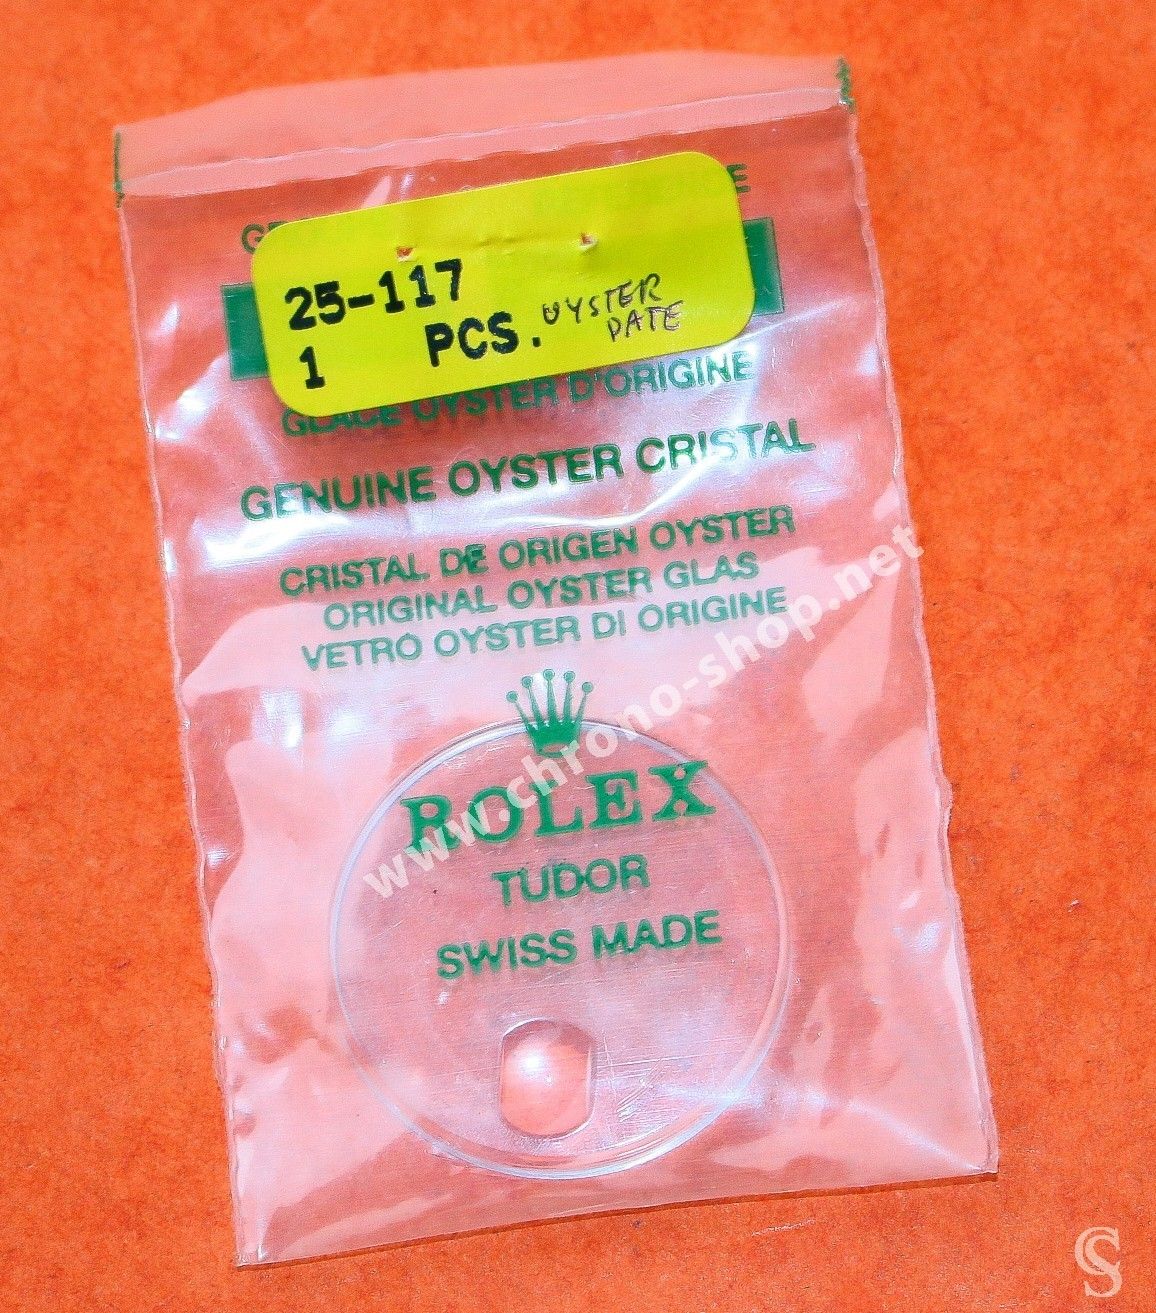 25-117
1 PCS. OYSTER DATE
GLACE OYSTER D'ORIGINE
GENUINE OYSTER CRISTAL
CRISTAL DE ORIGEN OYSTER
ORIGINAL OYSTER GLAS
VETRO OYSTER DI ORIGINE
ROLEX
TUDOR
SWISS MADE
www.chrono-shop.net